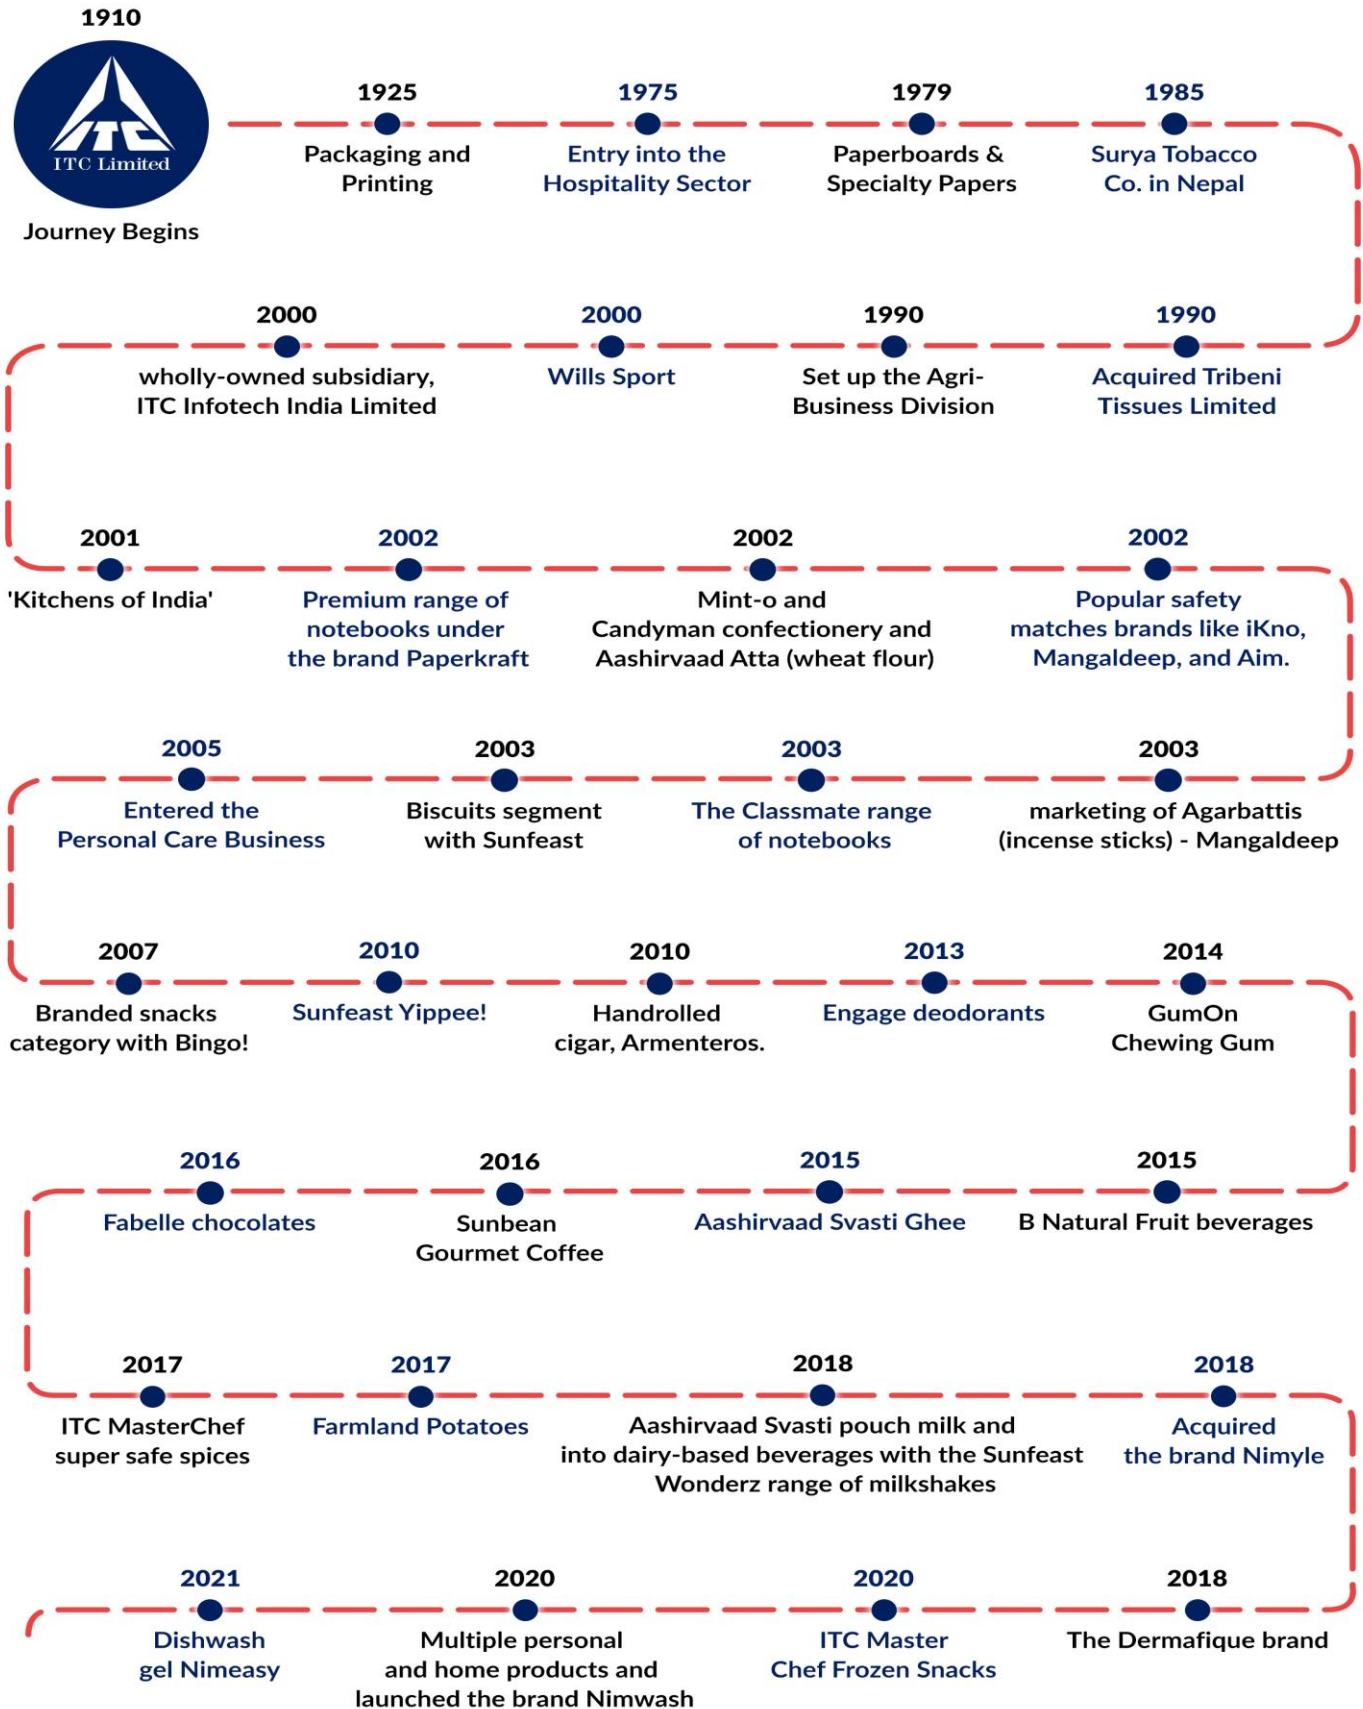 1910
ITC
ITC Limited
Journey Begins
1925
Packaging and
Printing
1975
Entry into the
Hospitality Sector
1979
Paperboards &
Specialty Papers
1985
Surya Tobacco
Co. in Nepal
2000
wholly-owned subsidiary,
ITC Infotech India Limited
2000
Wills Sport
1990
Set up the Agri-
Business Division
1990
Acquired Tribeni
Tissues Limited
2001
'Kitchens of India'
2002
Premium range of
notebooks under
the brand Paperkraft
2002
Mint-o and
Candyman confectionery and
Aashirvaad Atta (wheat flour)
2002
Popular safety
matches brands like iKno,
Mangaldeep, and Aim.
2005
Entered the
Personal Care Business
2003
Biscuits segment
with Sunfeast
2003
The Classmate range
of notebooks
2003
marketing of Agarbattis
(incense sticks) - Mangaldeep
2007
Branded snacks
category with Bingo!
2010
Sunfeast Yippee!
2010
Handrolled
cigar, Armenteros.
2013
Engage deodorants
2014
GumOn
Chewing Gum
2016
Fabelle chocolates
2016
Sunbean
Gourmet Coffee
2015
Aashirvaad Svasti Ghee
2015
B Natural Fruit beverages
2017
ITC MasterChef
super safe spices
2017
Farmland Potatoes
2018
Aashirvaad Svasti pouch milk and
into dairy-based beverages with the Sunfeast
Wonderz range of milkshakes
2018
Acquired
the brand Nimyle
2021
Dishwash
gel Nimeasy
2020
Multiple personal
and home products and
launched the brand Nimwash
2020
ITC Master
Chef Frozen Snacks
2018
The Dermafique brand